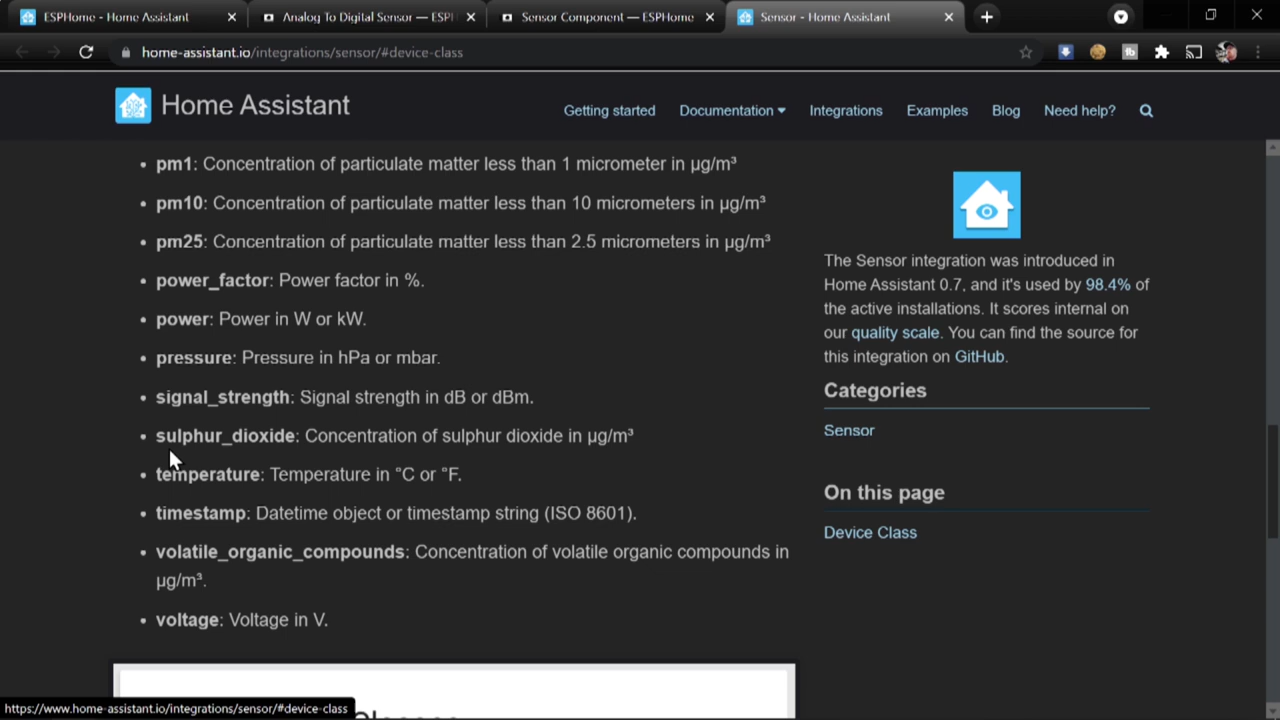 ESPHome - Home Assistant
Analog To Digital Sensor — ESPH
Sensor Component — ESPHome
Sensor - Home Assistant
home-assistant.io/integrations/sensor/#device-class
Home Assistant
Getting started
Documentation
Integrations
Examples
Blog
Need help?
• pm1: Concentration of particulate matter less than 1 micrometer in µg/m³
• pm10: Concentration of particulate matter less than 10 micrometers in µg/m³
• pm25: Concentration of particulate matter less than 2.5 micrometers in µg/m³
• power_factor: Power factor in %.
• power: Power in W or kW.
• pressure: Pressure in hPa or mbar.
• signal_strength: Signal strength in dB or dBm.
• sulphur_dioxide: Concentration of sulphur dioxide in µg/m³
• temperature: Temperature in °C or °F.
• timestamp: Datetime object or timestamp string (ISO 8601).
• volatile_organic_compounds: Concentration of volatile organic compounds in
µg/m³.
• voltage: Voltage in V.
The Sensor integration was introduced in
Home Assistant 0.7, and it's used by 98.4% of
the active installations. It scores internal on
our quality scale. You can find the source for
this integration on GitHub.
Categories
Sensor
On this page
Device Class
https://www.home-assistant.io/integrations/sensor/#device-class